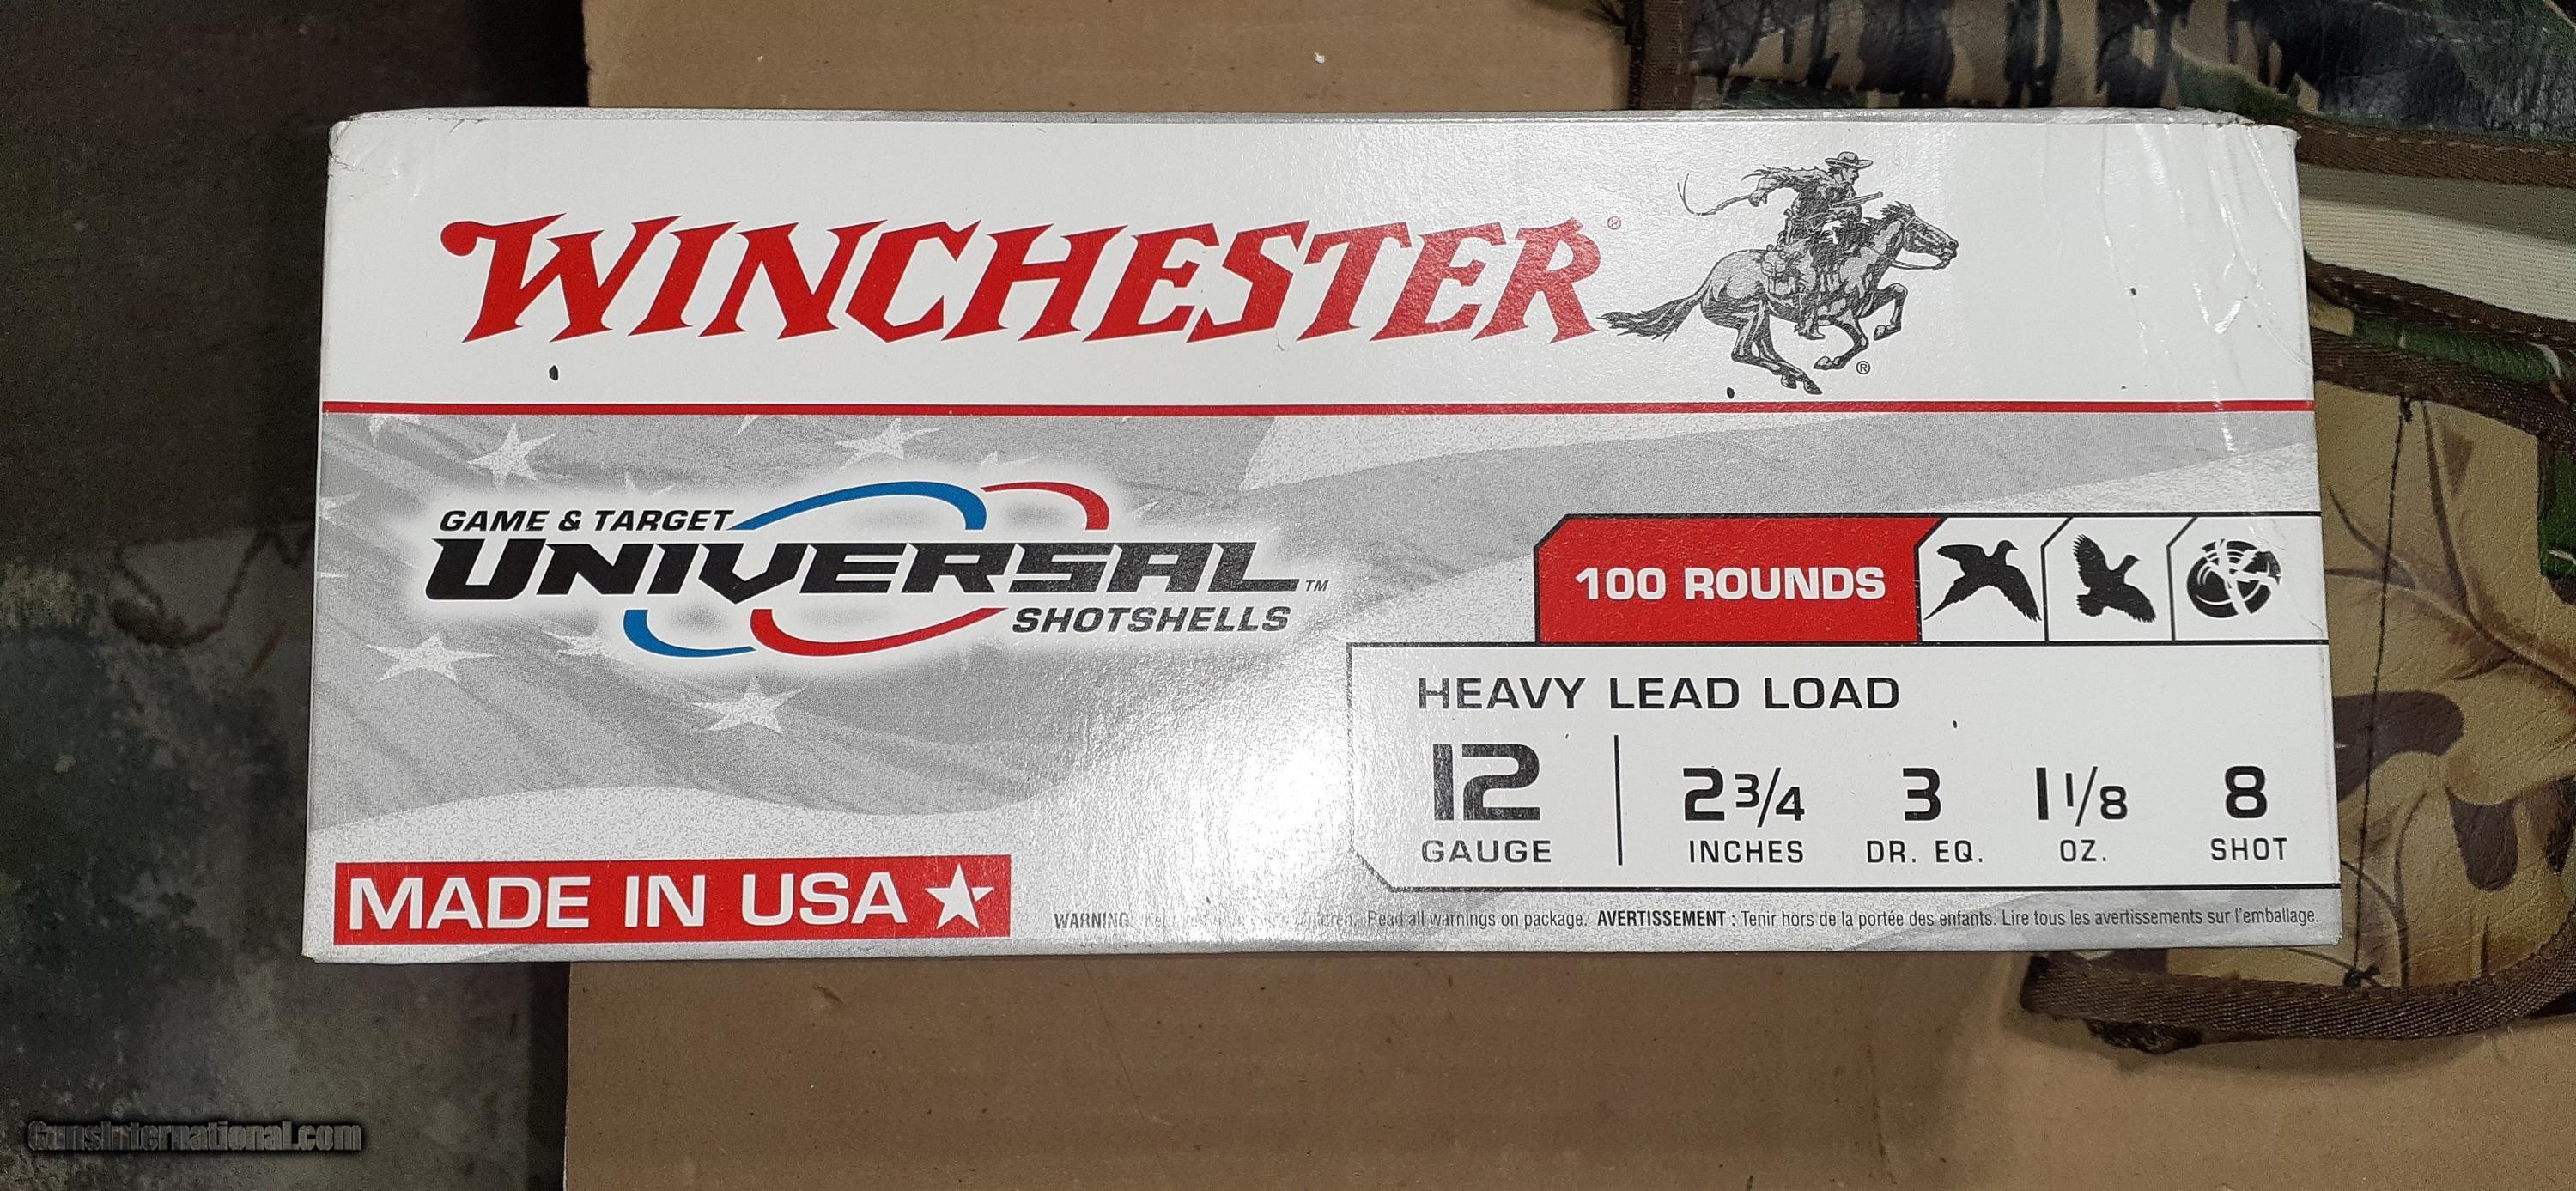 WINCHESTER®
®
GAME & TARGET
UNIVERSAL™
SHOTSHELLS
100 ROUNDS
HEAVY LEAD LOAD
12 GAUGE
2 3/4 INCHES
3 DR. EQ.
1 1/8 OZ.
8 SHOT
MADE IN USA
WARNING: Read all warnings on package. AVERTISSEMENT : Tenir hors de la portée des enfants. Lire tous les avertissements sur l'emballage.
GunsInternational.com